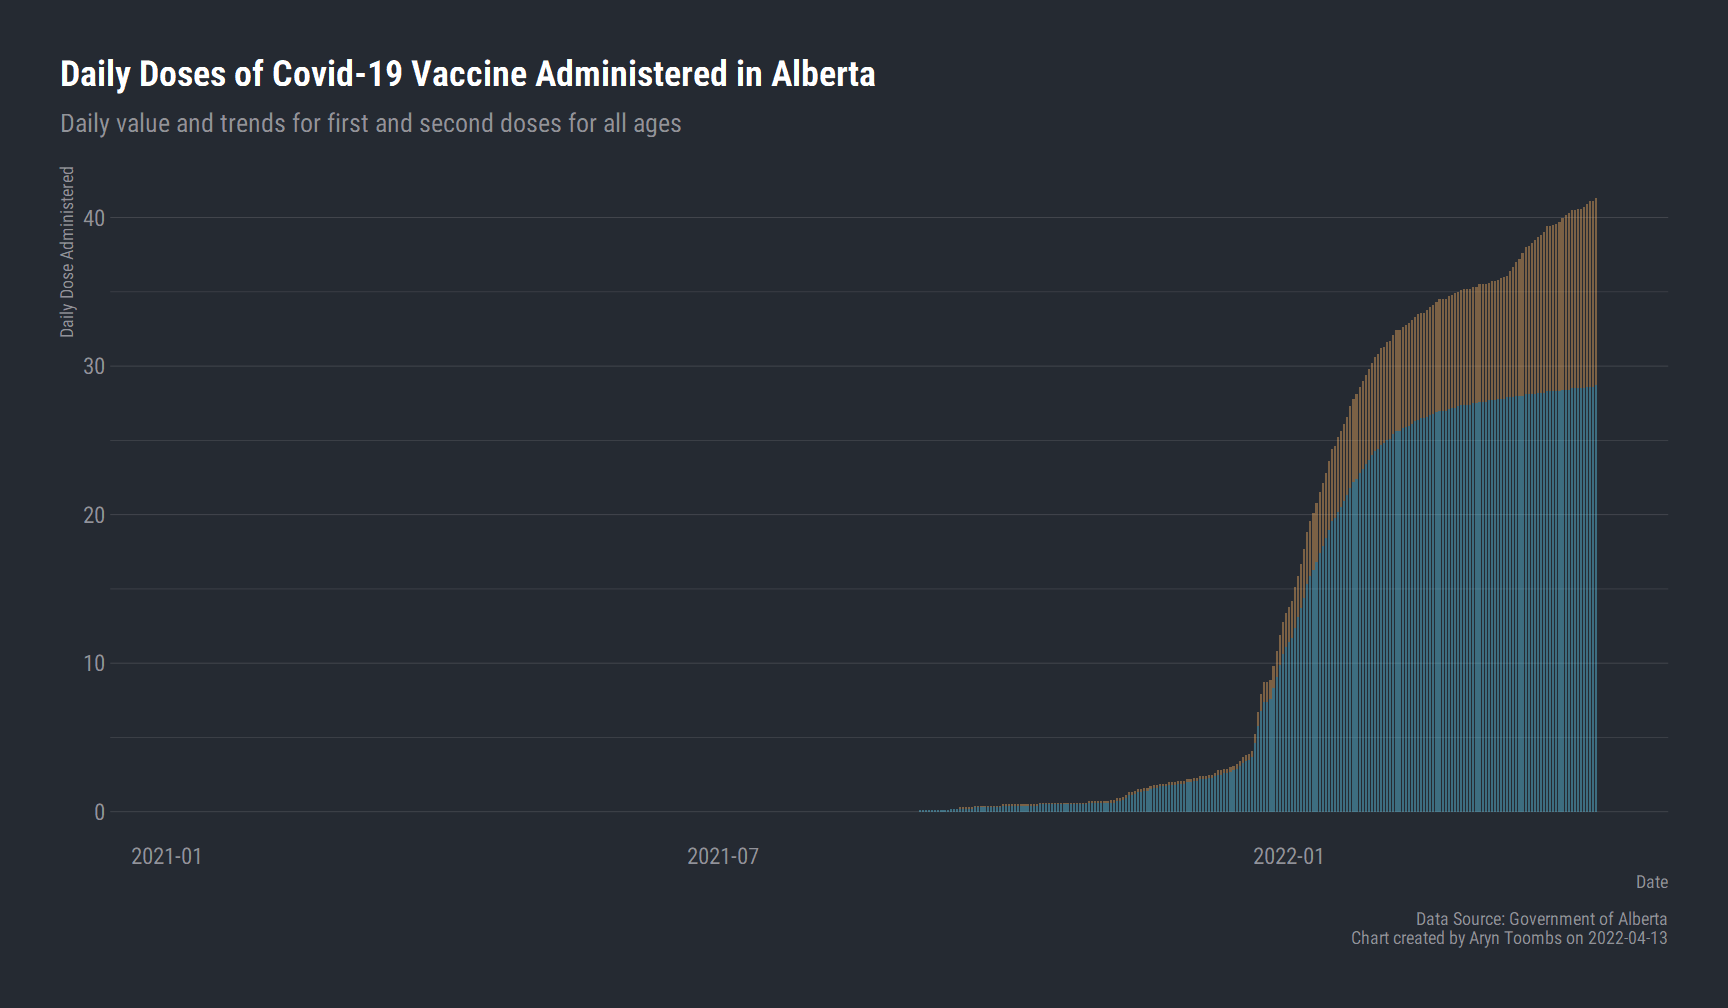 Daily Doses of Covid-19 Vaccine Administered in Alberta
Daily value and trends for first and second doses for all ages
Daily Dose Administered
40
30
20
10
0
2021-01
2021-07
2022-01
Date
Data Source: Government of Alberta
Chart created by Aryn Toombs on 2022-04-13